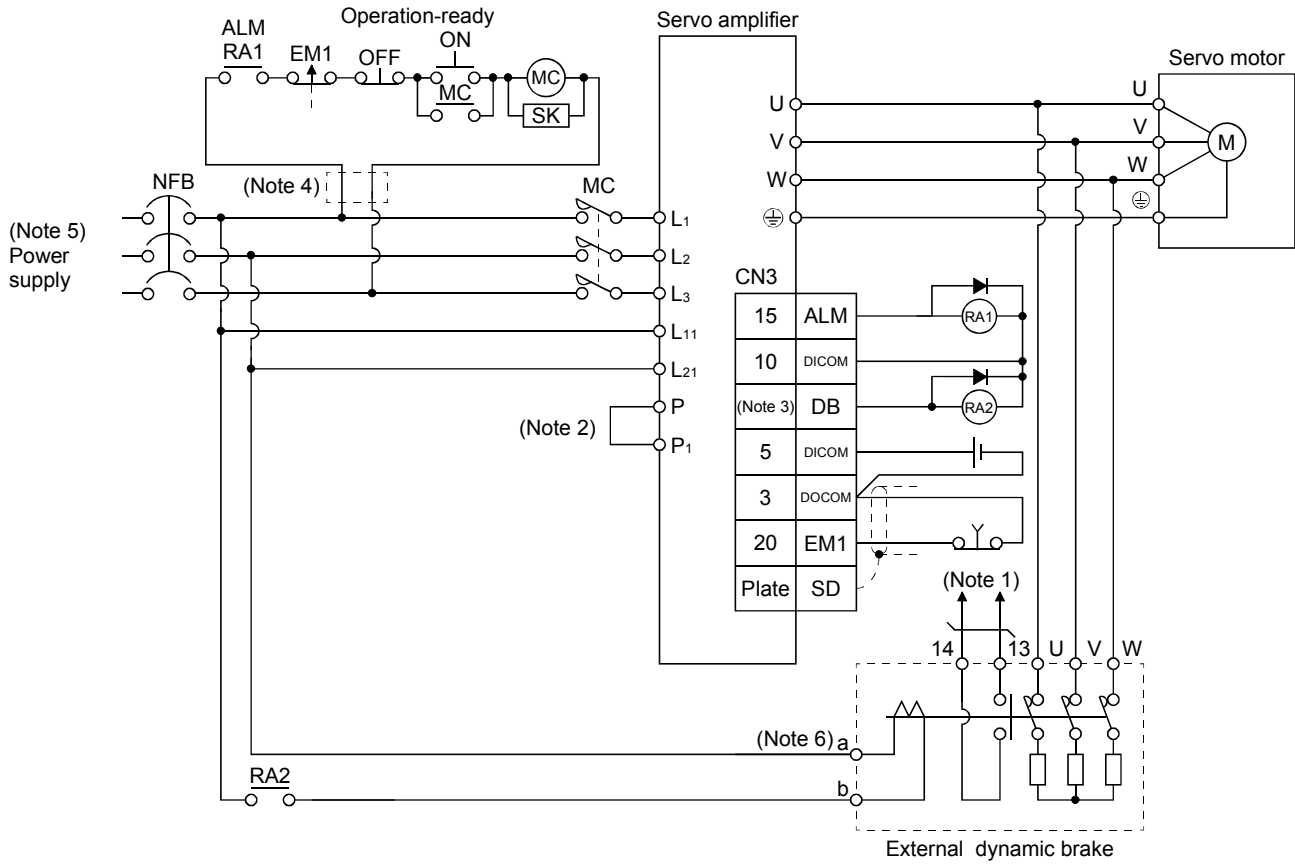 Operation-ready
ALM
RA1
EM1
OFF
ON
MC
MC
SK
Servo amplifier
Servo motor
U
V
W
U
V
W
M
NFB
(Note 4)
MC
(Note 5)
Power
supply
L1
L2
L3
L11
L21
P
P1
(Note 2)
CN3
15 ALM
10 DICOM
(Note 3) DB
5 DICOM
3 DOCOM
20 EM1
Plate SD
RA1
RA2
(Note 1)
14 13 U V W
(Note 6) a
b
RA2
External dynamic brake